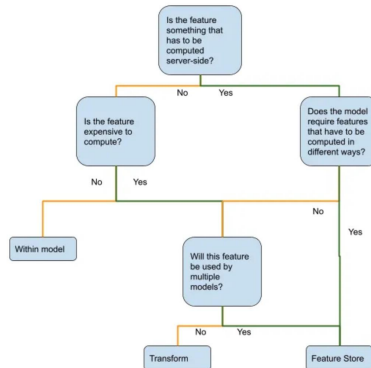 Is the feature
something that
has to be
computed
server-side?
No
Yes
Is the feature
expensive to
compute?
Does the model
require features
that have to be
computed in
different ways?
No
Yes
No
Yes
Within model
Will this feature
be used by
multiple
models?
No
Yes
Transform
Feature Store